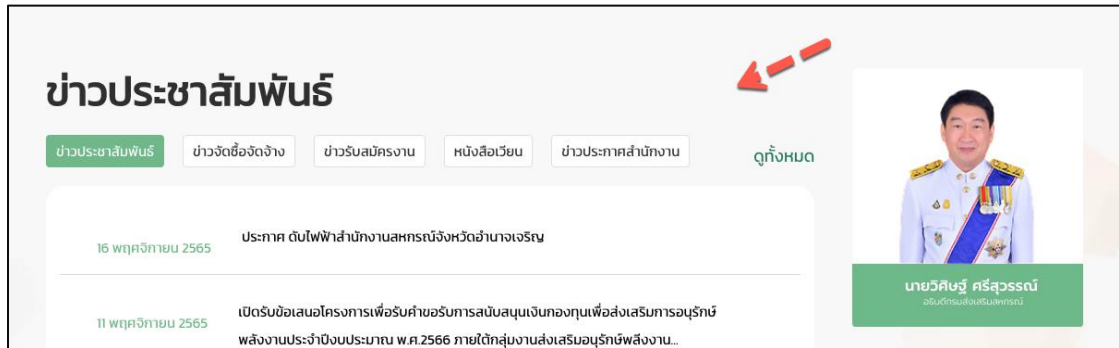 ข่าวประชาสัมพันธ์
ข่าวประชาสัมพันธ์ ข่าวจัดซื้อจัดจ้าง ข่าวรับสมัครงาน หนังสือเวียน ข่าวประกาศสำนักงาน ดูทั้งหมด
16 พฤศจิกายน 2565 ประกาศ ดับไฟฟ้าสำนักงานสหกรณ์จังหวัดอำนาจเจริญ
11 พฤศจิกายน 2565 เปิดรับข้อเสนอโครงการเพื่อรับคำขอรับการสนับสนุนเงินกองทุนเพื่อส่งเสริมการอนุรักษ์
พลังงานประจำปีงบประมาณ พ.ศ.2566 ภายใต้กลุ่มงานส่งเสริมอนุรักษ์พลังงาน...
นายวิศิษฐ์ ศรีสุวรรณ์
อธิบดีกรมส่งเสริมสหกรณ์